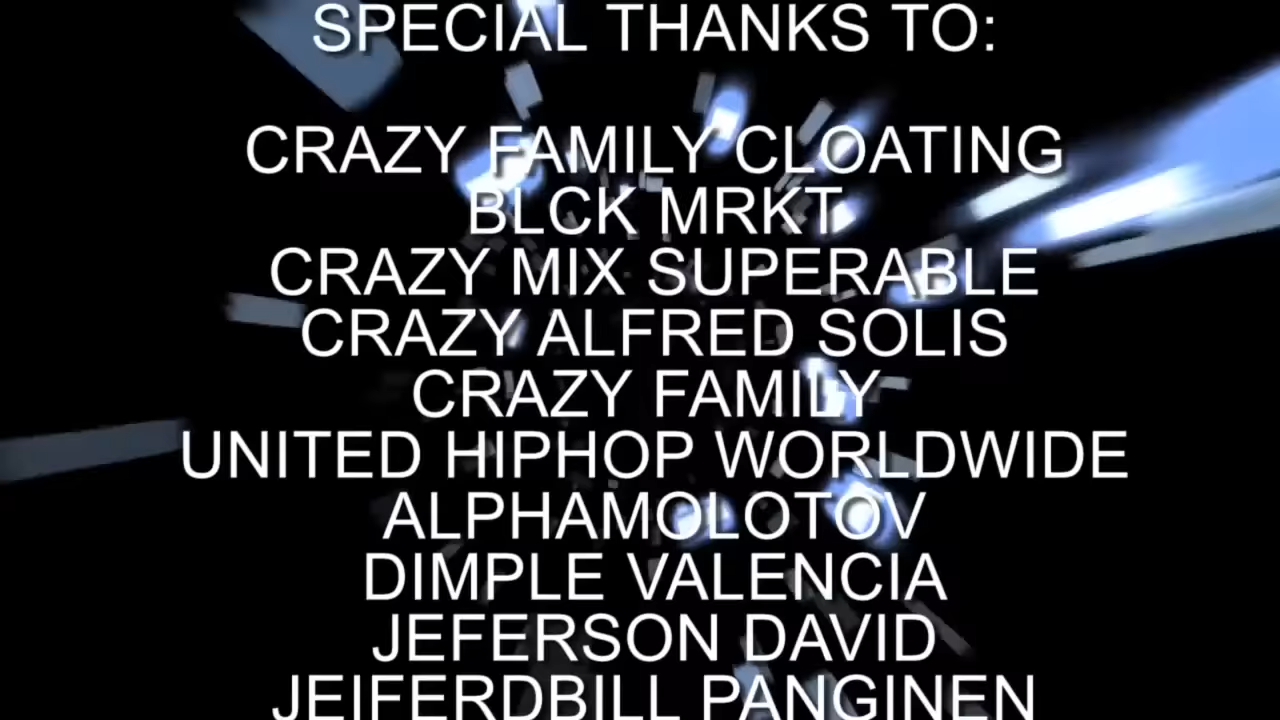 SPECIAL THANKS TO:
CRAZY FAMILY CLOATING
BLCK MRKT
CRAZY MIX SUPERABLE
CRAZY ALFRED SOLIS
CRAZY FAMILY
UNITED HIPHOP WORLDWIDE
ALPHAMOLOTOV
DIMPLE VALENCIA
JEFERSON DAVID
JEIFERDBILL PANGINEN